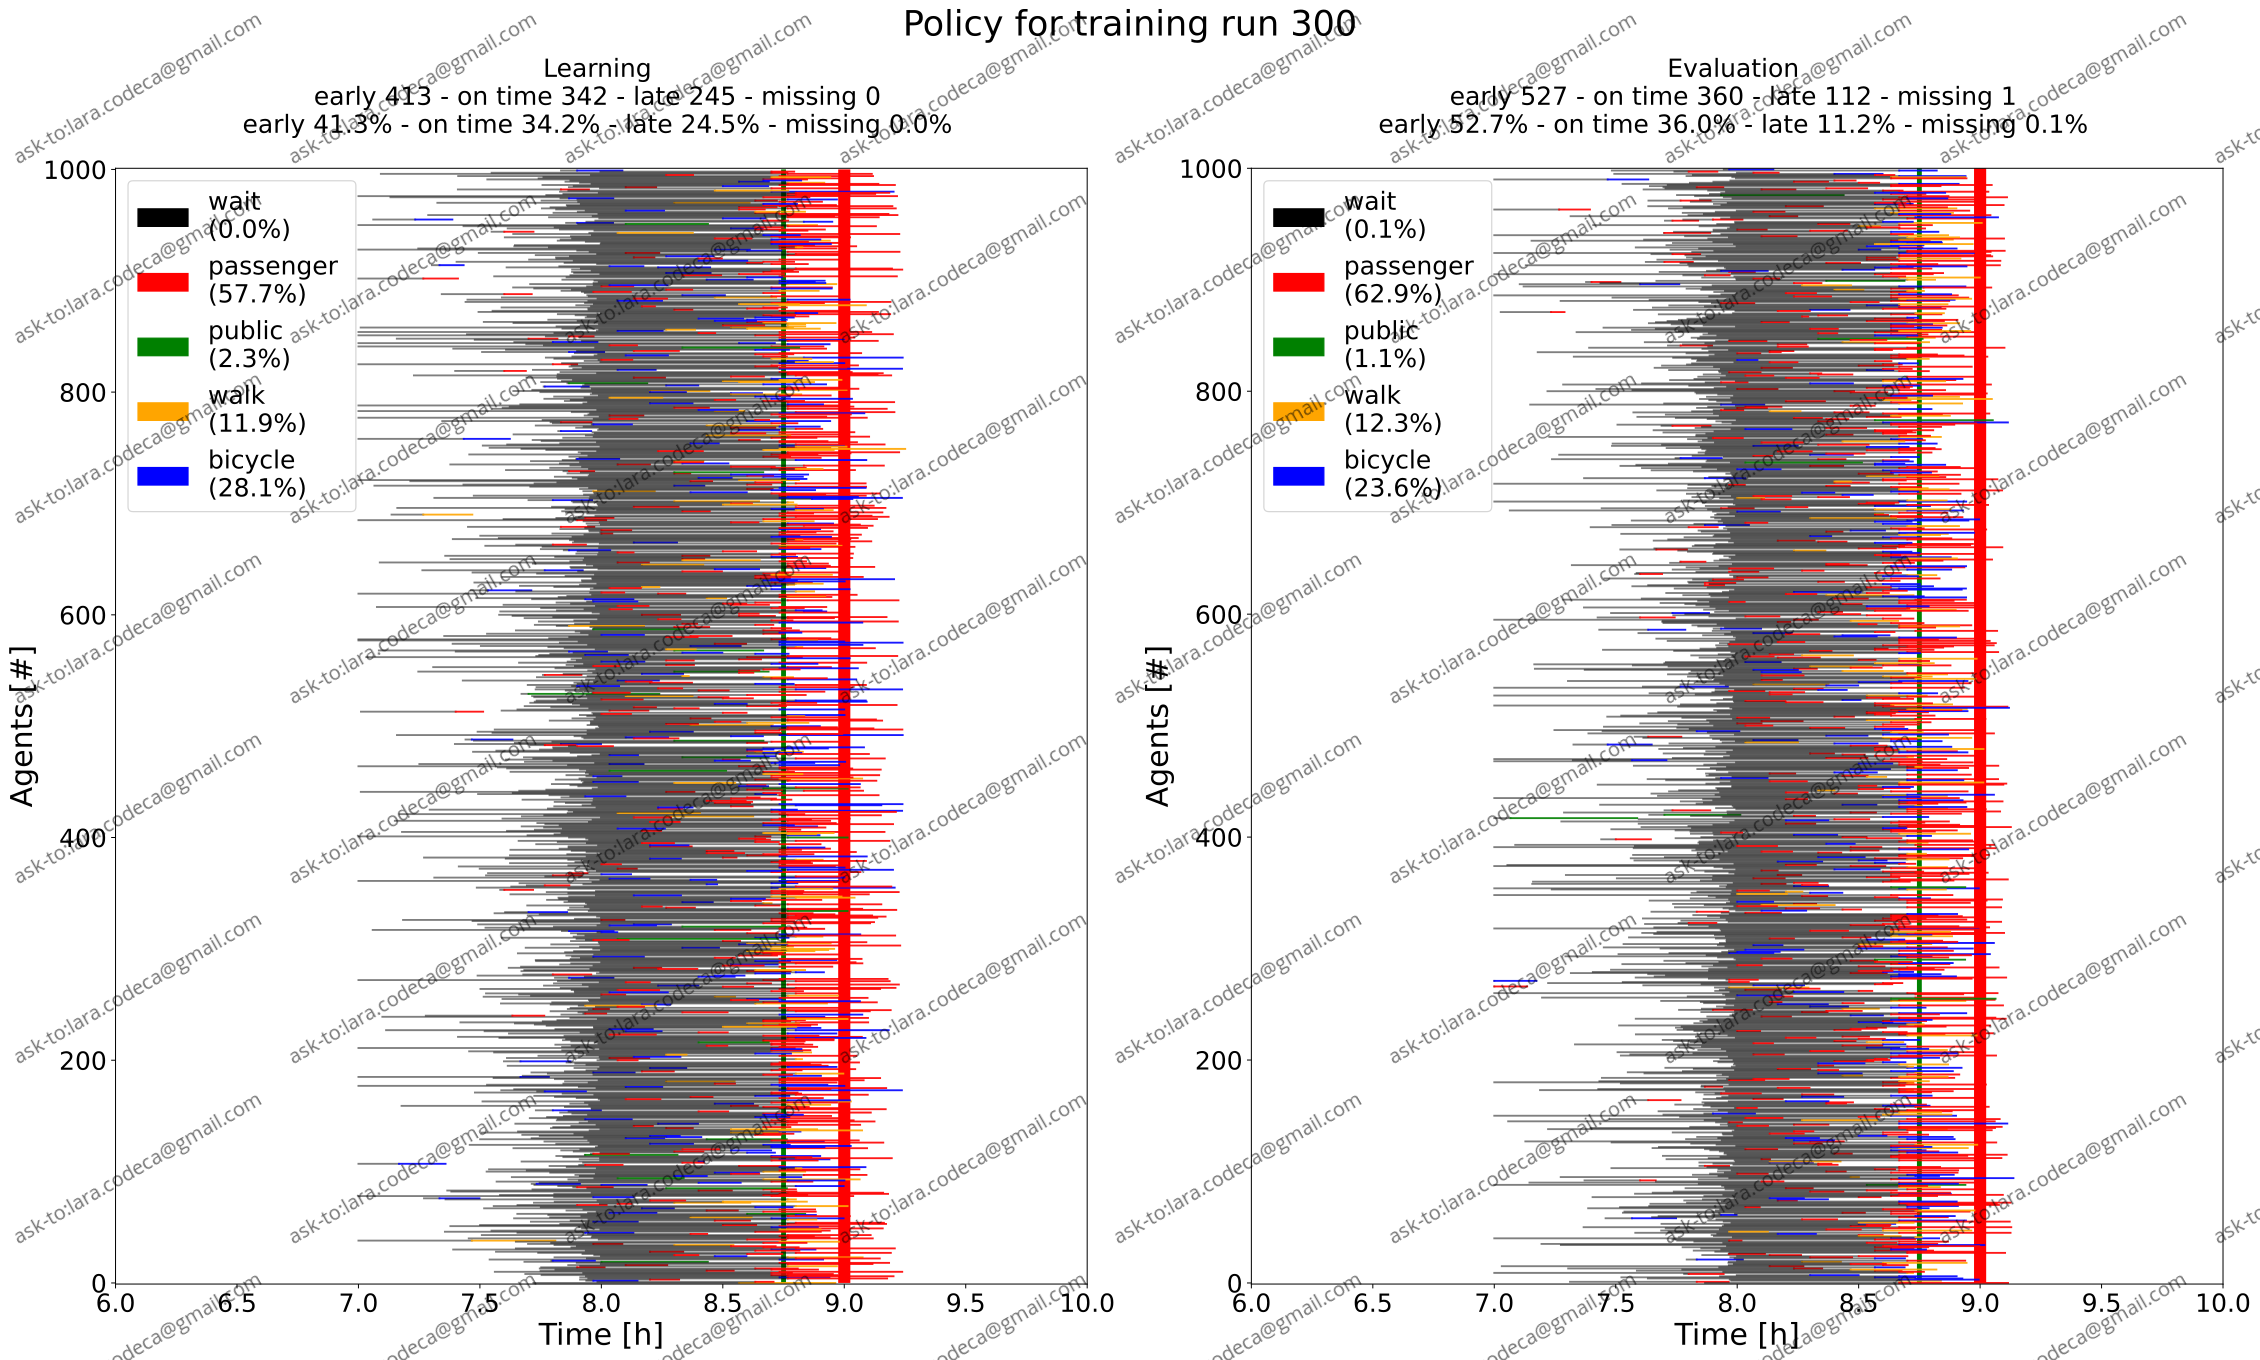 Policy for training run 300
Learning
early 413 - on time 342 - late 245 - missing 0
early 41.3% - on time 34.2% - late 24.5% - missing 0.0%
Agents [#]
1000
800
600
400
200
0
wait
(0.0%)
passenger
(57.7%)
public
(2.3%)
walk
(11.9%)
bicycle
(28.1%)
6.0 6.5 7.0 7.5 8.0 8.5 9.0 9.5 10.0
Time [h]
Evaluation
early 527 - on time 360 - late 112 - missing 1
early 52.7% - on time 36.0% - late 11.2% - missing 0.1%
Agents [#]
1000
800
600
400
200
0
wait
(0.1%)
passenger
(62.9%)
public
(1.1%)
walk
(12.3%)
bicycle
(23.6%)
6.0 6.5 7.0 7.5 8.0 8.5 9.0 9.5 10.0
Time [h]
ask-to:lara.codeca@gmail.com